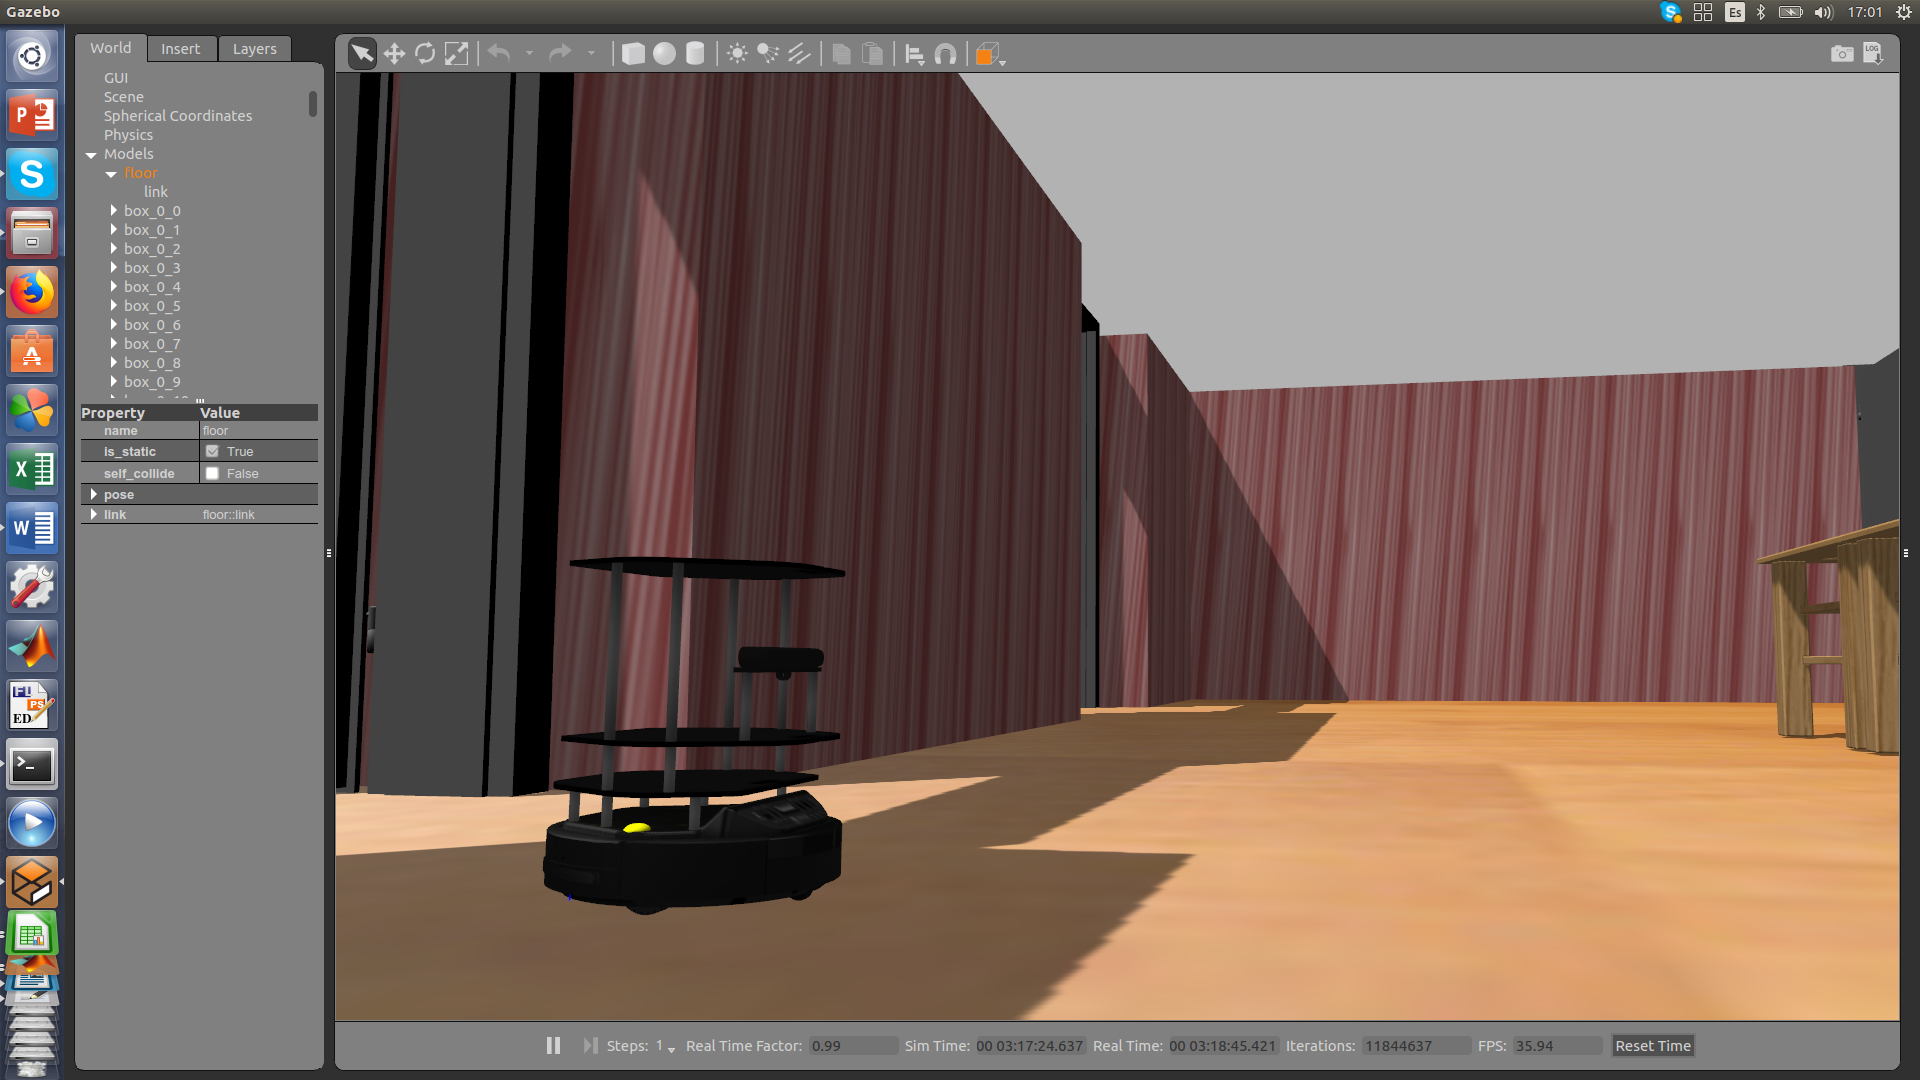 Gazebo
Es
17:01
World
Insert
Layers
LOG
GUI
Scene
Spherical Coordinates
Physics
Models
floor
link
box_0_0
box_0_1
box_0_2
box_0_3
box_0_4
box_0_5
box_0_6
box_0_7
box_0_8
box_0_9
Property Value
name floor
is_static True
self_collide False
pose
link floor::link
Steps: 1 Real Time Factor: 0.99 Sim Time: 00 03:17:24.637 Real Time: 00 03:18:45.421 Iterations: 11844637 FPS: 35.94 Reset Time